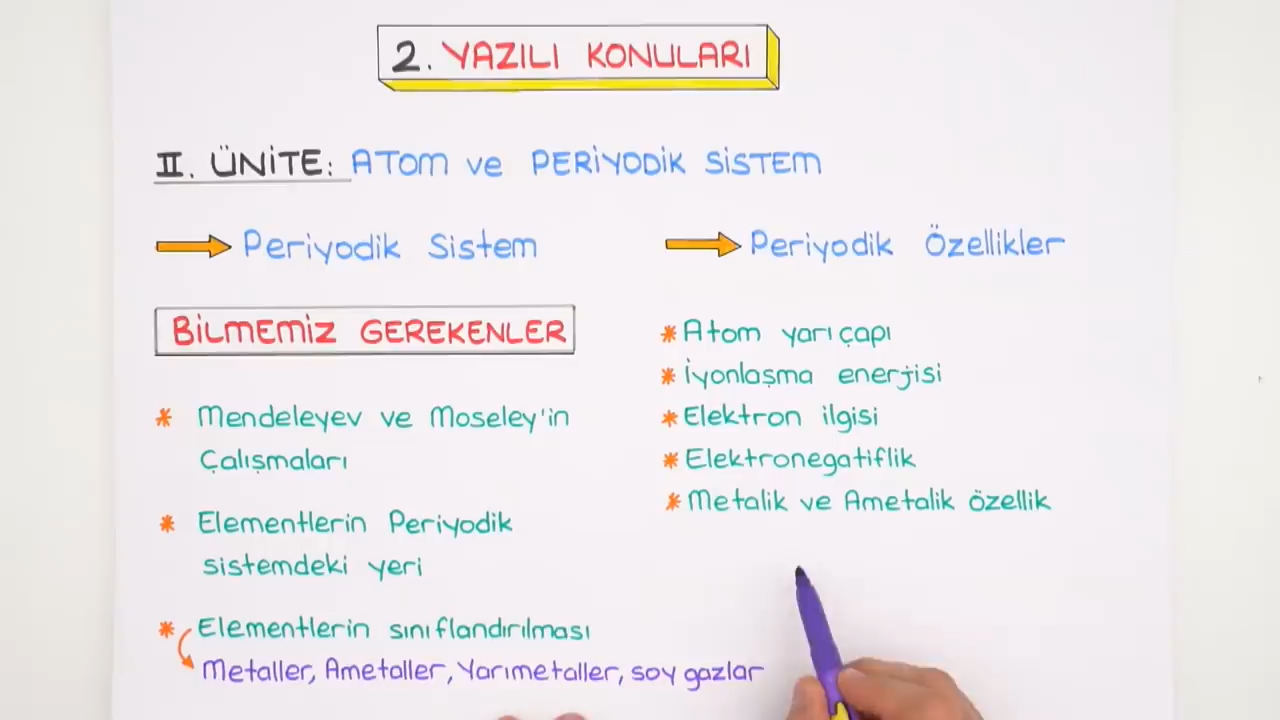 2. YAZILI KONULARI
II. ÜNİTE: ATOM ve PERİYODİK SİSTEM
Periyodik Sistem
Periyodik Özellikler
BİLMEMİZ GEREKENLER
* Mendeleyev ve Moseley'in
Çalışmaları
* Elementlerin Periyodik
sistemdeki yeri
* Elementlerin sınıflandırılması
Metaller, Ametaller, Yarımetaller, soy gazlar
* Atom yarıçapı
* İyonlaşma enerjisi
* Elektron ilgisi
* Elektronegatiflik
* Metalik ve Ametalik özellik